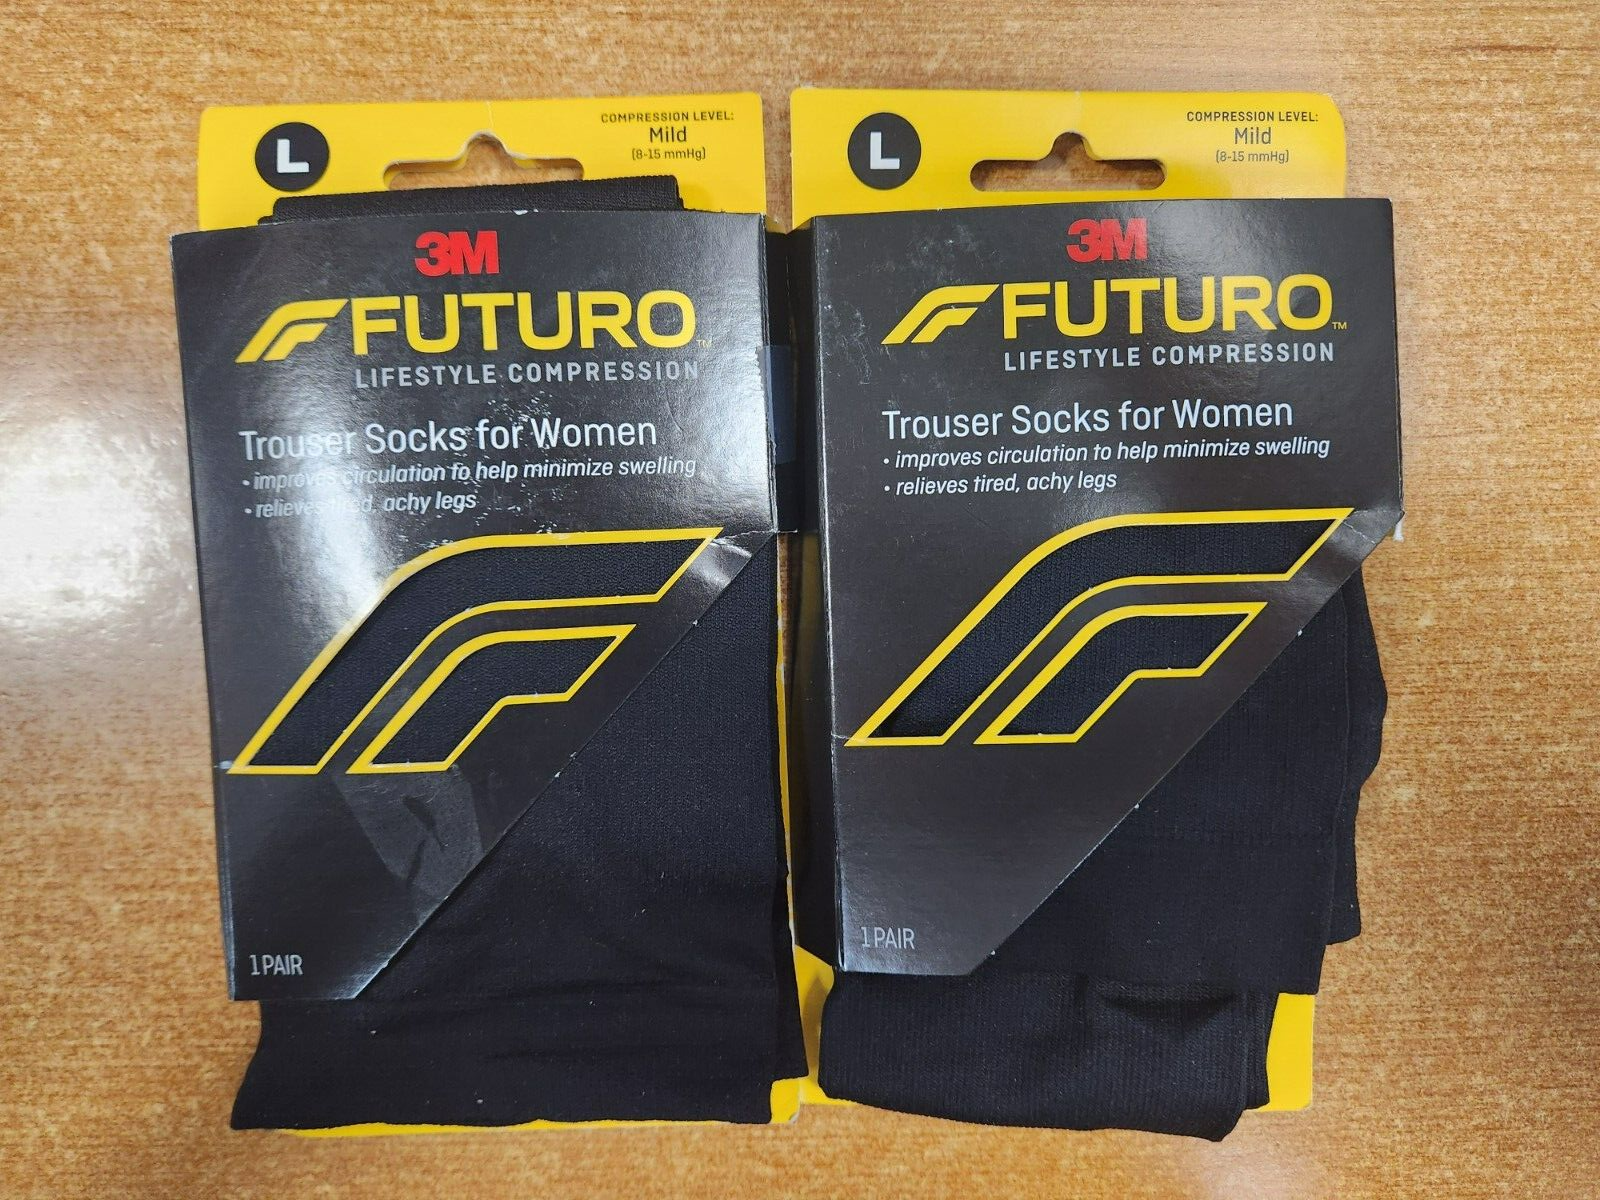 L
COMPRESSION LEVEL:
Mild
(8-15 mmHg)
3M
FUTURO™
LIFESTYLE COMPRESSION
Trouser Socks for Women
• improves circulation to help minimize swelling
• relieves tired, achy legs
1 PAIR
L
COMPRESSION LEVEL:
Mild
(8-15 mmHg)
3M
FUTURO™
LIFESTYLE COMPRESSION
Trouser Socks for Women
• improves circulation to help minimize swelling
• relieves tired, achy legs
1 PAIR